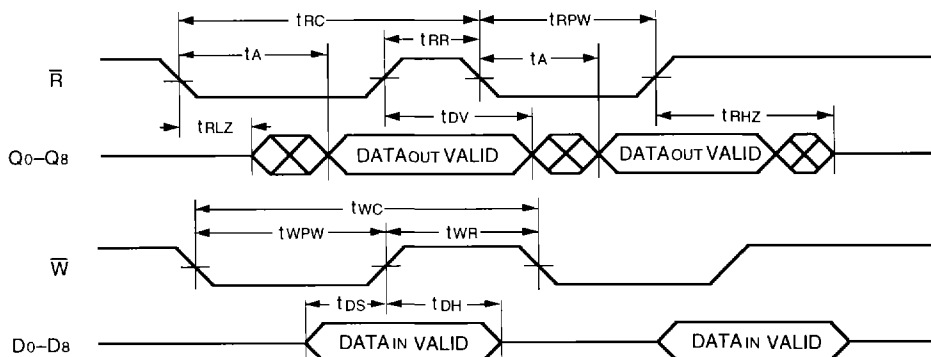 tRC tRPW
tA tRR tA
R̅
tRLZ tDV tRHZ
Q0–Q8 DATAOUT VALID DATAOUT VALID
tWC
tWPW tWR
W̅
tDS tDH
D0–D8 DATAIN VALID DATAIN VALID